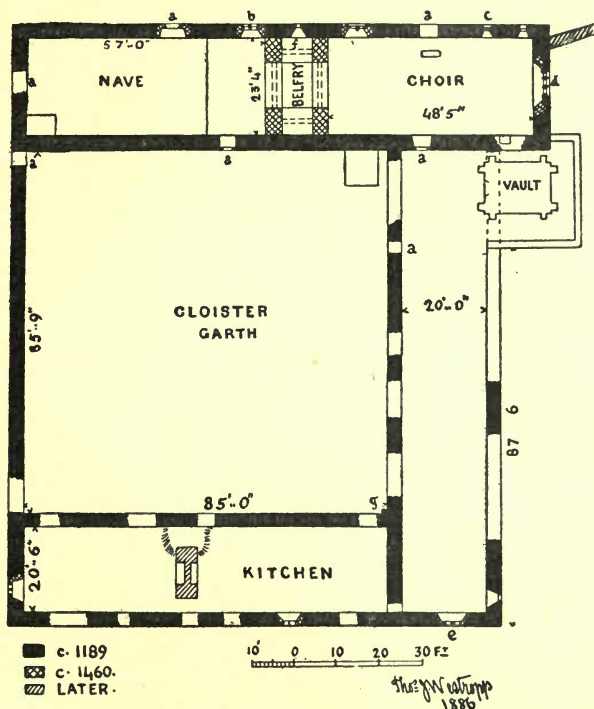 a b a c
57'-0"
NAVE
23'4"
f
BELFRY
CHOIR
48'5"
d
a
a
a
a
VAULT
a
CLOISTER
GARTH
20'-0"
85'-9"
87 6
85'-0"
g
20'-6"
KITCHEN
e
c. 1189
c. 1460.
LATER.
10' 0 10 20 30 FT
Thos J Westropp
1886